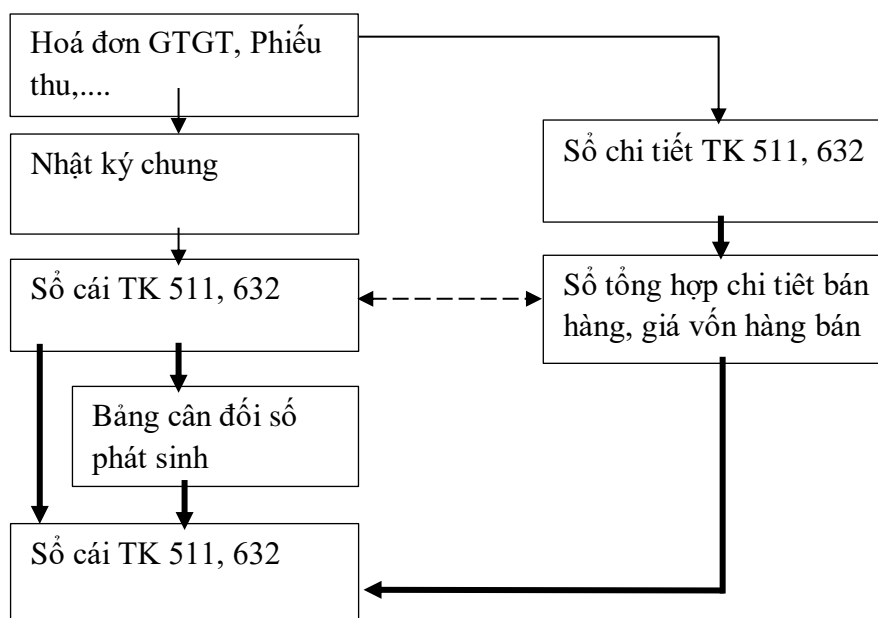 Hoá đơn GTGT, Phiếu
thu,....
Nhật ký chung
Sổ chi tiết TK 511, 632
Sổ cái TK 511, 632
Sổ tổng hợp chi tiêt bán
hàng, giá vốn hàng bán
Bảng cân đối số
phát sinh
Sổ cái TK 511, 632